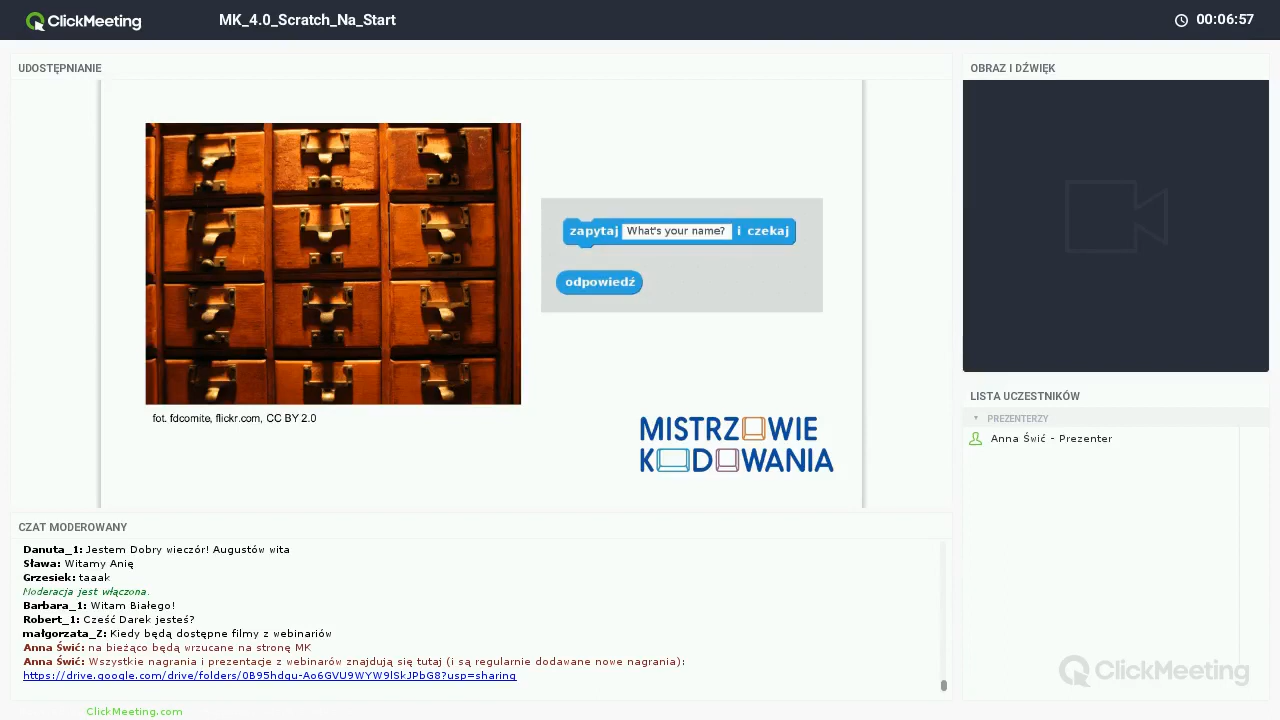 ClickMeeting
MK_4.0_Scratch_Na_Start
00:06:57
UDOSTĘPNIANIE
zapytaj What's your name? i czekaj
odpowiedź
fot. fdcomite, flickr.com, CC BY 2.0
MISTRZOWIE
KODOWANIA
CZAT MODEROWANY
Danuta_1: Jestem Dobry wieczór! Augustów wita
Sława: Witamy Anię
Grzesiek: taaak
Moderacja jest włączona.
Barbara_1: Witam Białego!
Robert_1: Cześć Darek jesteś?
małgorzata_Z: Kiedy będą dostępne filmy z webinariów
Anna Świć: na bieżąco będą wrzucane na stronę MK
Anna Świć: Wszystkie nagrania i prezentacje z webinarów znajdują się tutaj (i są regularnie dodawane nowe nagrania):
https://drive.google.com/drive/folders/0B95hdgu-Ao6GVU9WYW9lSkJPbG8?usp=sharing
ClickMeeting.com
OBRAZ I DŹWIĘK
LISTA UCZESTNIKÓW
PREZENTERZY
Anna Świć - Prezenter
ClickMeeting